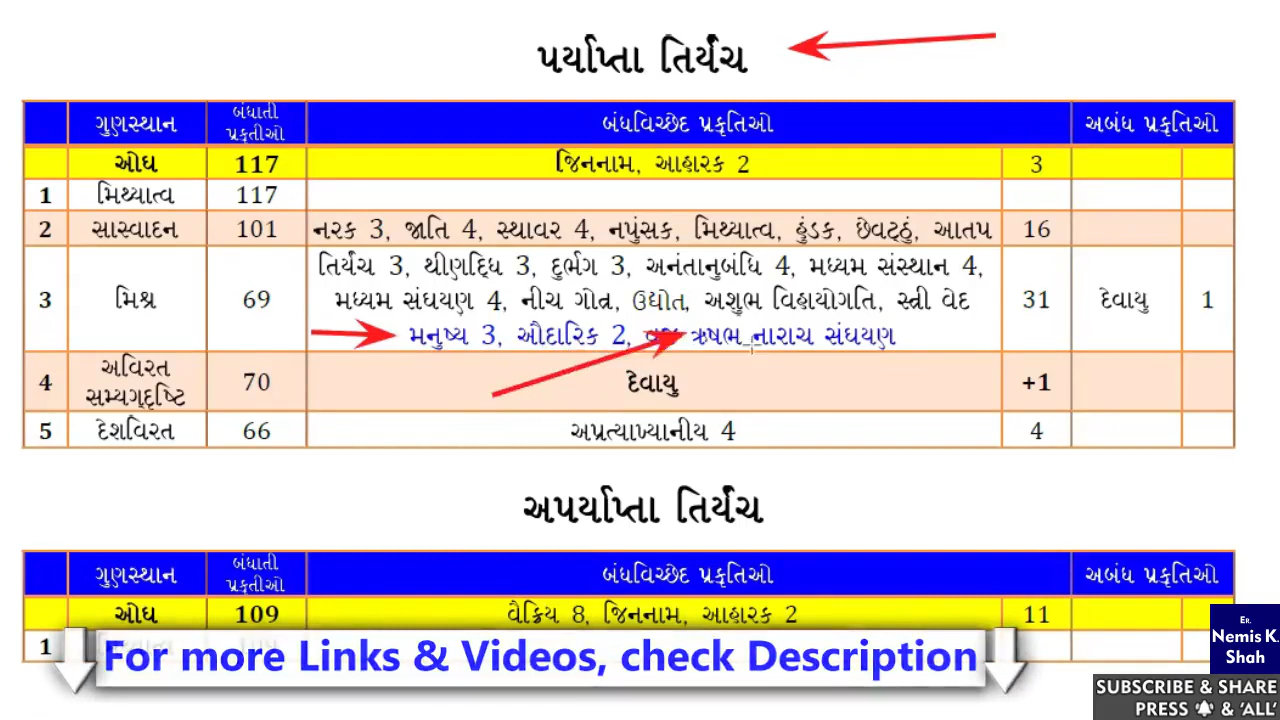 પર્યાપ્તા તિર્યંચ
ગુણસ્થાન બંધાતી પ્રકૃતીઓ બંધવિચ્છેદ પ્રકૃતિઓ અબંધ પ્રકૃતિઓ
ઓઘ 117 જિનનામ, આહારક 2 3
1 મિથ્યાત્વ 117
2 સાસ્વાદન 101 નરક 3, જાતિ 4, સ્થાવર 4, નપુંસક, મિથ્યાત્વ, હુંડક, છેવટ્ઠું, આતપ 16
તિર્યંચ 3, થીણદ્ધિ 3, દુર્ભગ 3, અનંતાનુબંધિ 4, મધ્યમ સંસ્થાન 4,
3 મિશ્ર 69 મધ્યમ સંઘયણ 4, નીચ ગોત્ર, ઉદ્યોત, અશુભ વિહાયોગતિ, સ્ત્રી વેદ 31 દેવાયુ 1
મનુષ્ય 3, ઔદારિક 2, ઋષભ નારાચ સંઘયણ
4 અવિરત સમ્યગ્દૃષ્ટિ 70 દેવાયુ +1
5 દેશવિરત 66 અપ્રત્યાખ્યાનીય 4 4
અપર્યાપ્તા તિર્યંચ
ગુણસ્થાન બંધાતી પ્રકૃતીઓ બંધવિચ્છેદ પ્રકૃતિઓ અબંધ પ્રકૃતિઓ
ઓઘ 109 વૈક્રિય 8, જિનનામ, આહારક 2 11
1
For more Links & Videos, check Description
Er.
Nemis K
Shah
SUBSCRIBE & SHARE
PRESS & 'ALL'